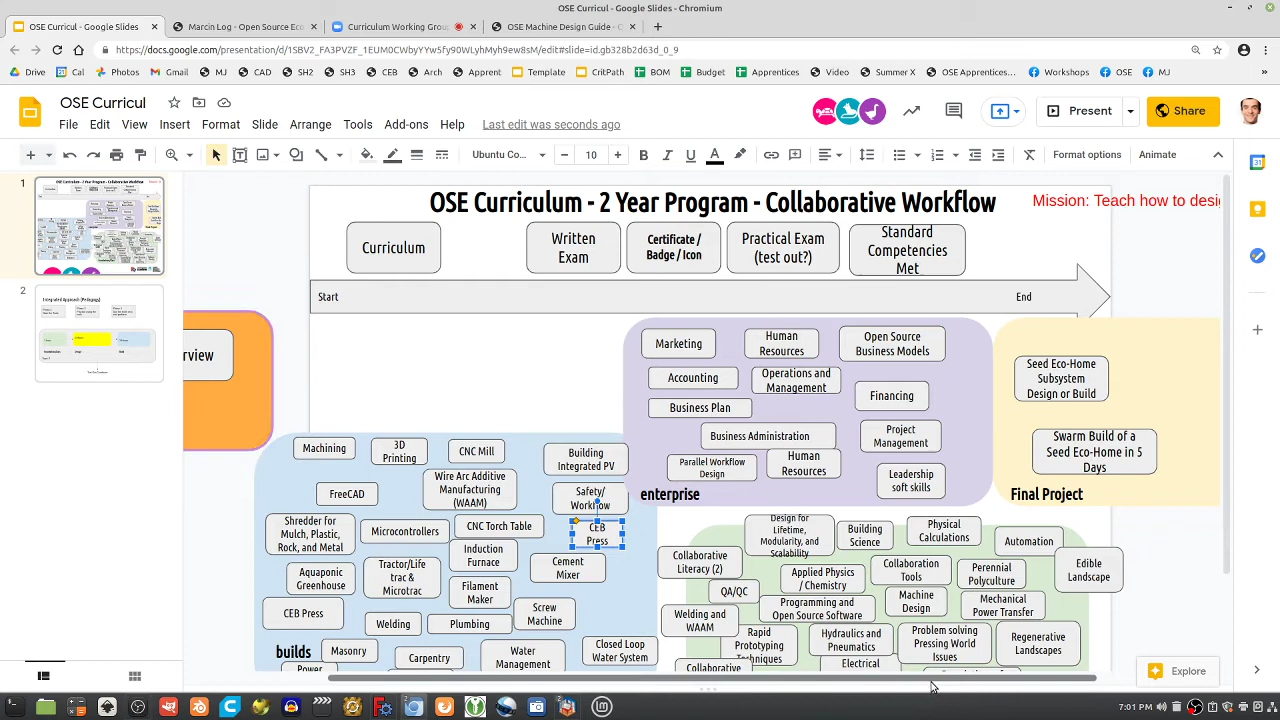 OSE Curricul - Google Slides - Chromium
OSE Curricul - Google Slides
Marcin Log - Open Source Eco
Curriculum Working Grou
OSE Machine Design Guide - G
https://docs.google.com/presentation/d/1SBV2_FA3PVZF_1EUM0CWbyYYw5fy90WLyhMyh9ew8sM/edit#slide=id.gb328b2d63d_0_9
Drive
Cal
Photos
Gmail
MJ
CAD
SH2
SH3
CEB
Arch
Apprent
Template
CritPath
BOM
Budget
Apprentices
Video
Summer X
OSE Apprentices...
Workshops
OSE
MJ
OSE Curricul
File
Edit
View
Insert
Format
Slide
Arrange
Tools
Add-ons
Help
Last edit was seconds ago
Present
Share
Ubuntu Co...
10
Format options
Animate
1
2
OSE Curriculum - 2 Year Program - Collaborative Workflow
Mission: Teach how to desig
Curriculum
Written
Exam
Certificate /
Badge / Icon
Practical Exam
(test out?)
Standard
Competencies
Met
Start
End
rview
Marketing
Human
Resources
Open Source
Business Models
Accounting
Operations and
Management
Financing
Business Plan
Business Administration
Project
Management
Parallel Workflow
Design
Human
Resources
Leadership
soft skills
enterprise
Seed Eco-Home
Subsystem
Design or Build
Swarm Build of a
Seed Eco-Home in 5
Days
Final Project
Machining
3D
Printing
CNC Mill
Building
Integrated PV
FreeCAD
Wire Arc Additive
Manufacturing
(WAAM)
Safety/
Workflow
Shredder for
Mulch, Plastic,
Rock, and Metal
Microcontrollers
CNC Torch Table
CEB
Press
Induction
Furnace
Cement
Mixer
Aquaponic
Greenhouse
Tractor/Life
trac &
Microtrac
Filament
Maker
CEB Press
Welding
Plumbing
Screw
Machine
builds
Masonry
Carpentry
Water
Management
Closed Loop
Water System
Power
Design for
Lifetime,
Modularity, and
Scalability
Building
Science
Physical
Calculations
Automation
Collaborative
Literacy (2)
Applied Physics
/ Chemistry
Collaboration
Tools
Perennial
Polyculture
Edible
Landscape
QA/QC
Programming and
Open Source Software
Machine
Design
Mechanical
Power Transfer
Welding and
WAAM
Rapid
Prototyping
Techniques
Hydraulics and
Pneumatics
Problem solving
Pressing World
Issues
Regenerative
Landscapes
Collaborative
Electrical
Explore
7:01 PM